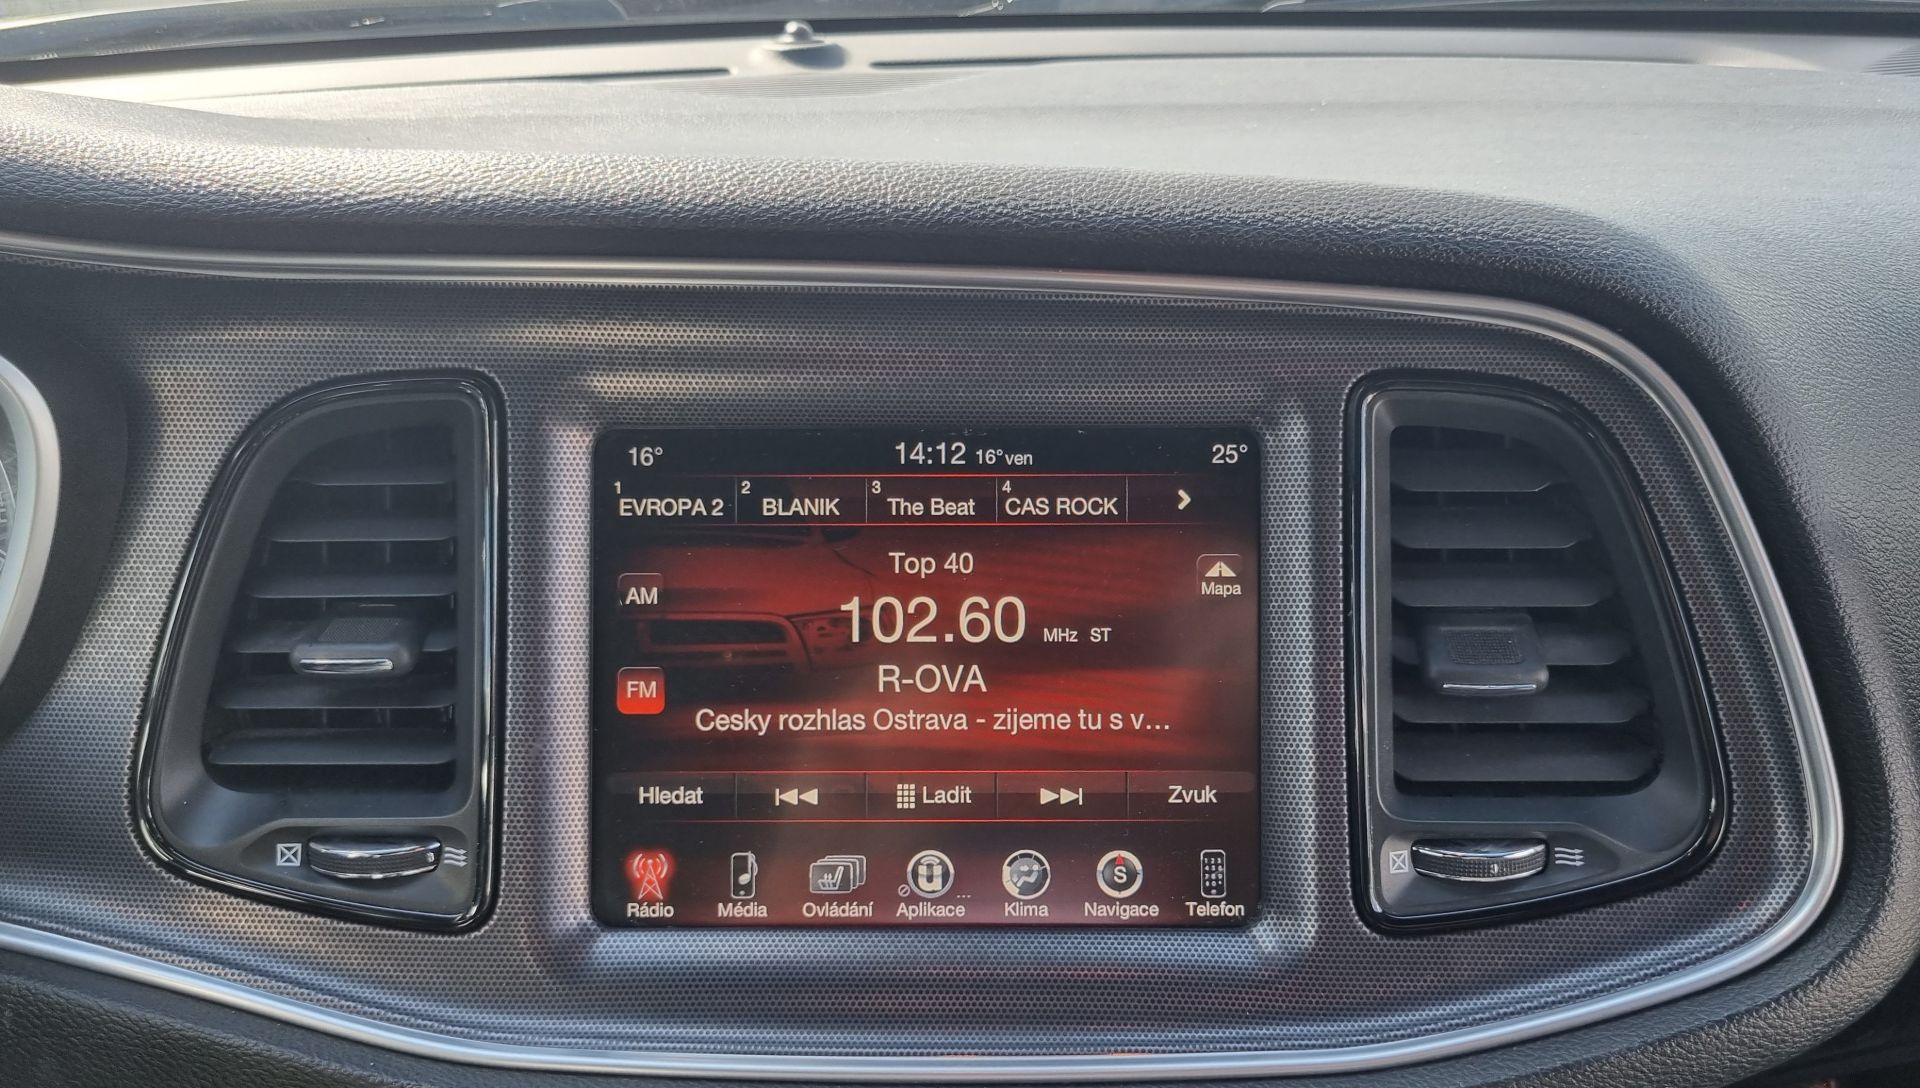 16° 14:12 16°ven 25°
1 EVROPA 2 2 BLANIK 3 The Beat 4 CAS ROCK
Top 40
Mapa
AM
102.60 MHz ST
R-OVA
FM
Cesky rozhlas Ostrava - zijeme tu s v...
Hledat Ladit Zvuk
Rádio Média Ovládání Aplikace ... Klima Navigace Telefon